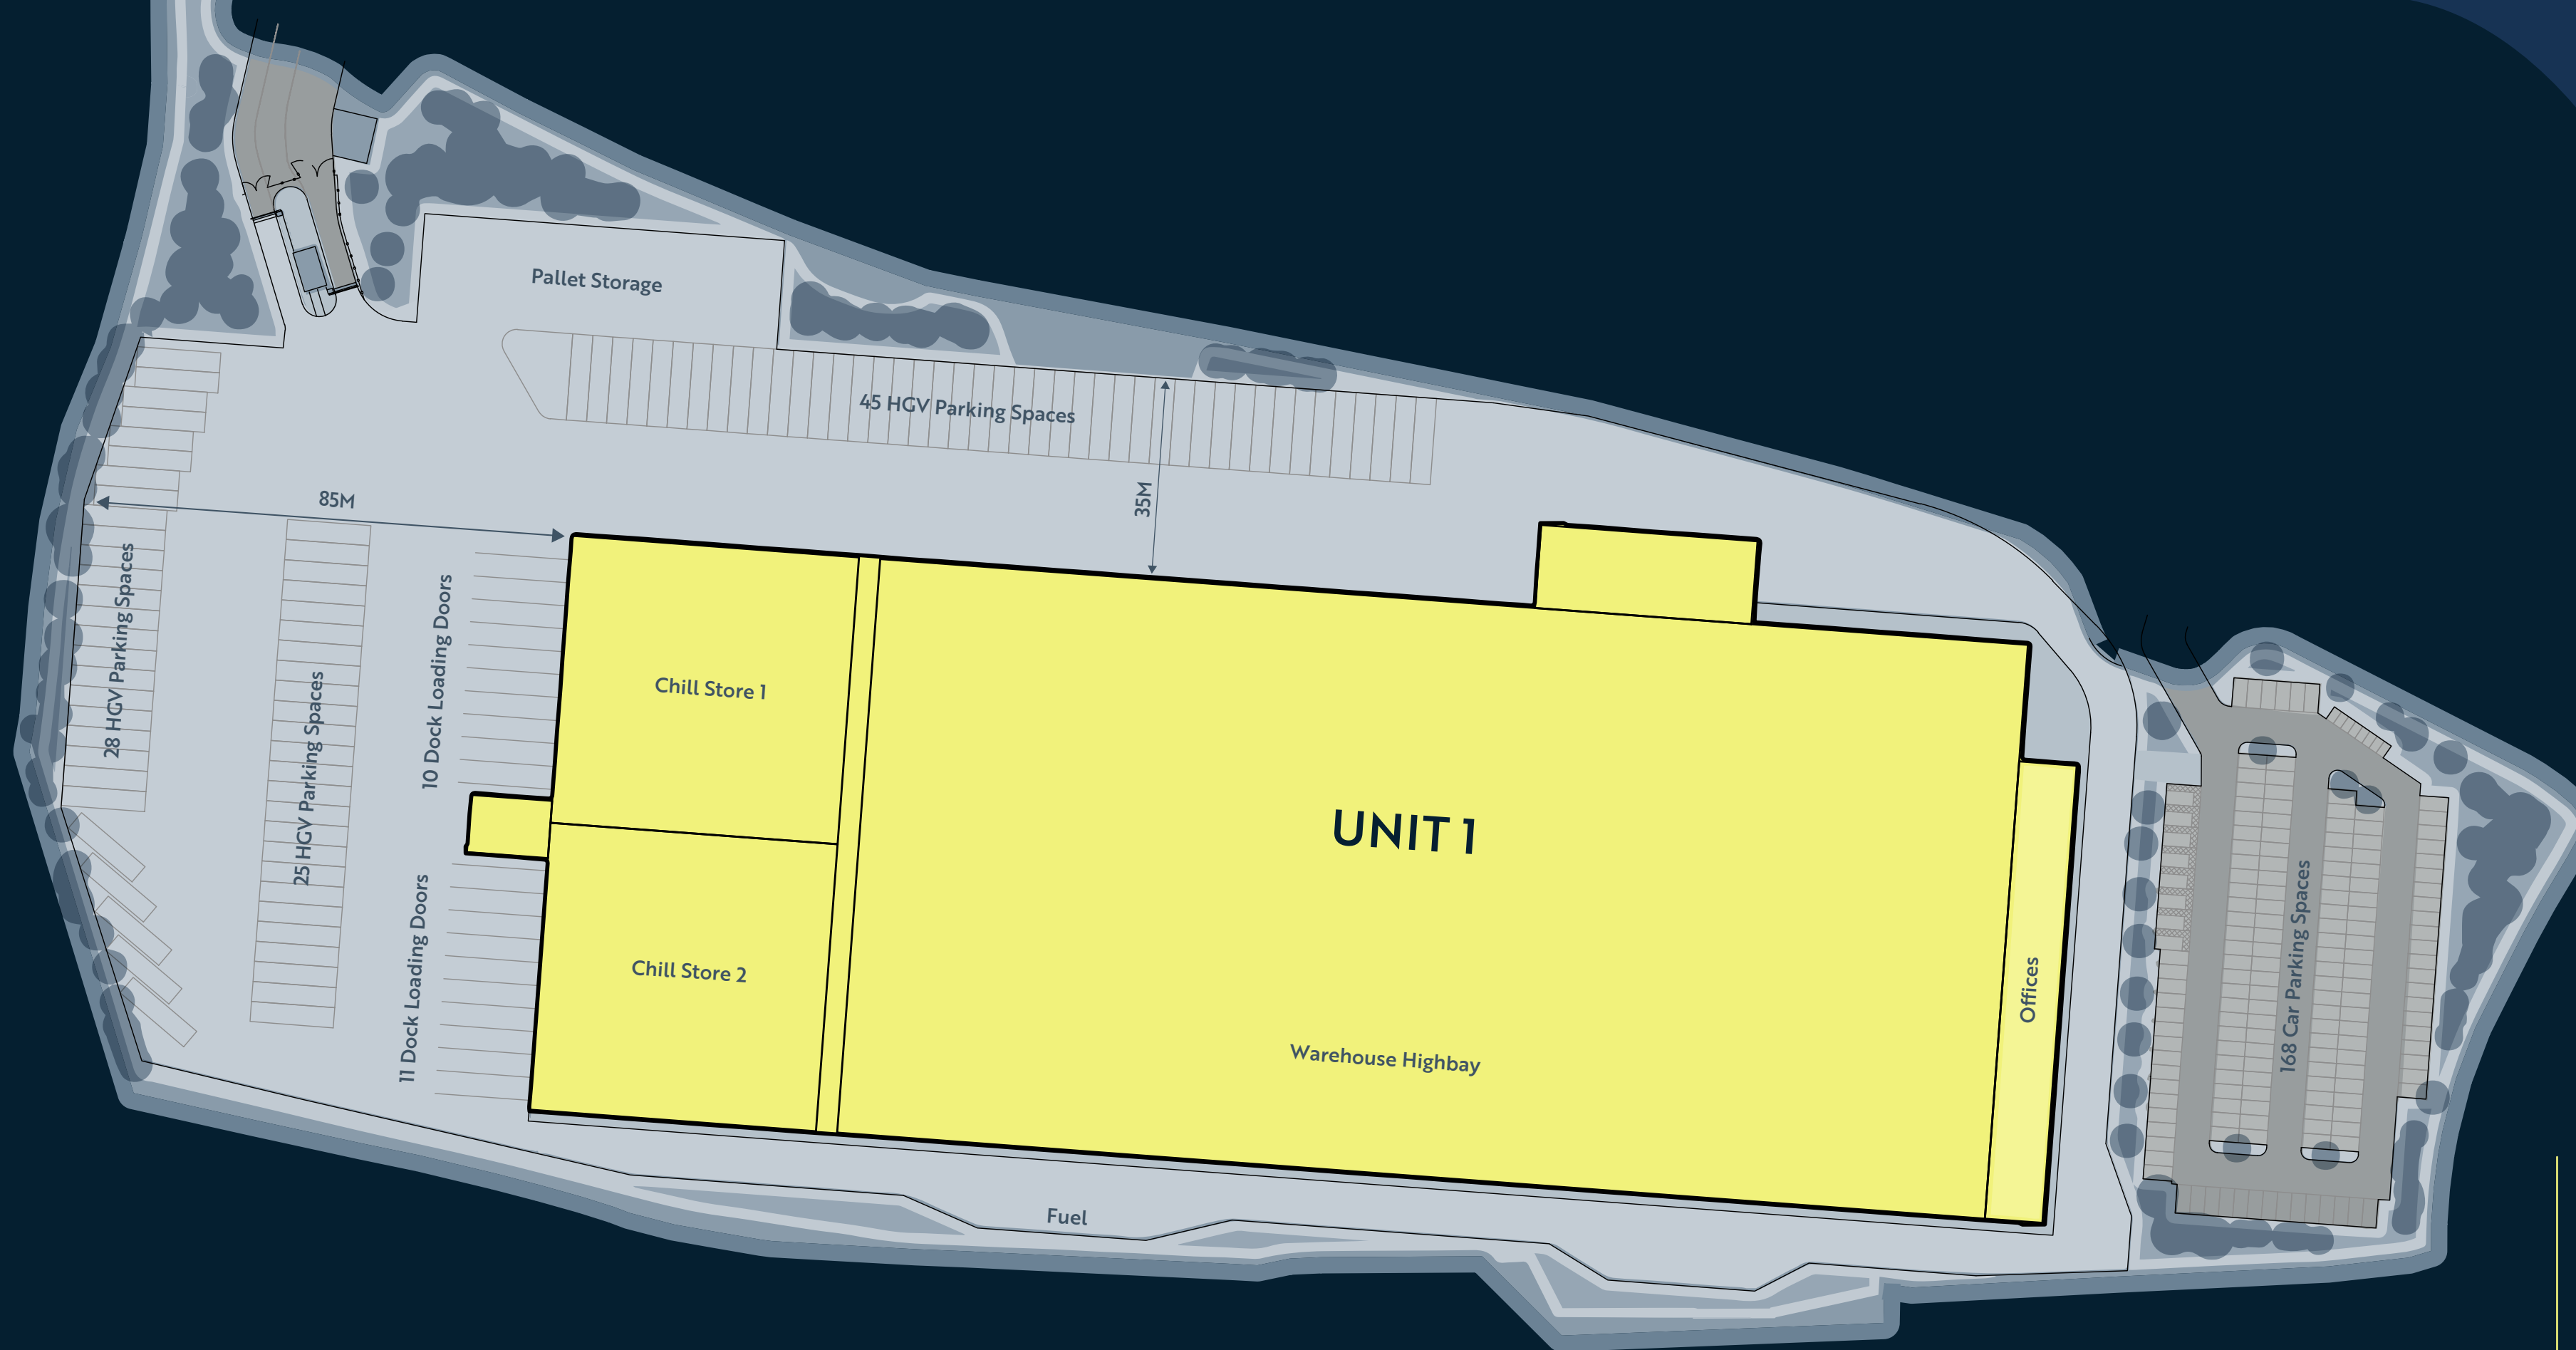 Pallet Storage
45 HGV Parking Spaces
85M
35M
28 HGV Parking Spaces
25 HGV Parking Spaces
10 Dock Loading Doors
Chill Store 1
UNIT 1
11 Dock Loading Doors
Chill Store 2
Warehouse Highbay
Offices
168 Car Parking Spaces
Fuel